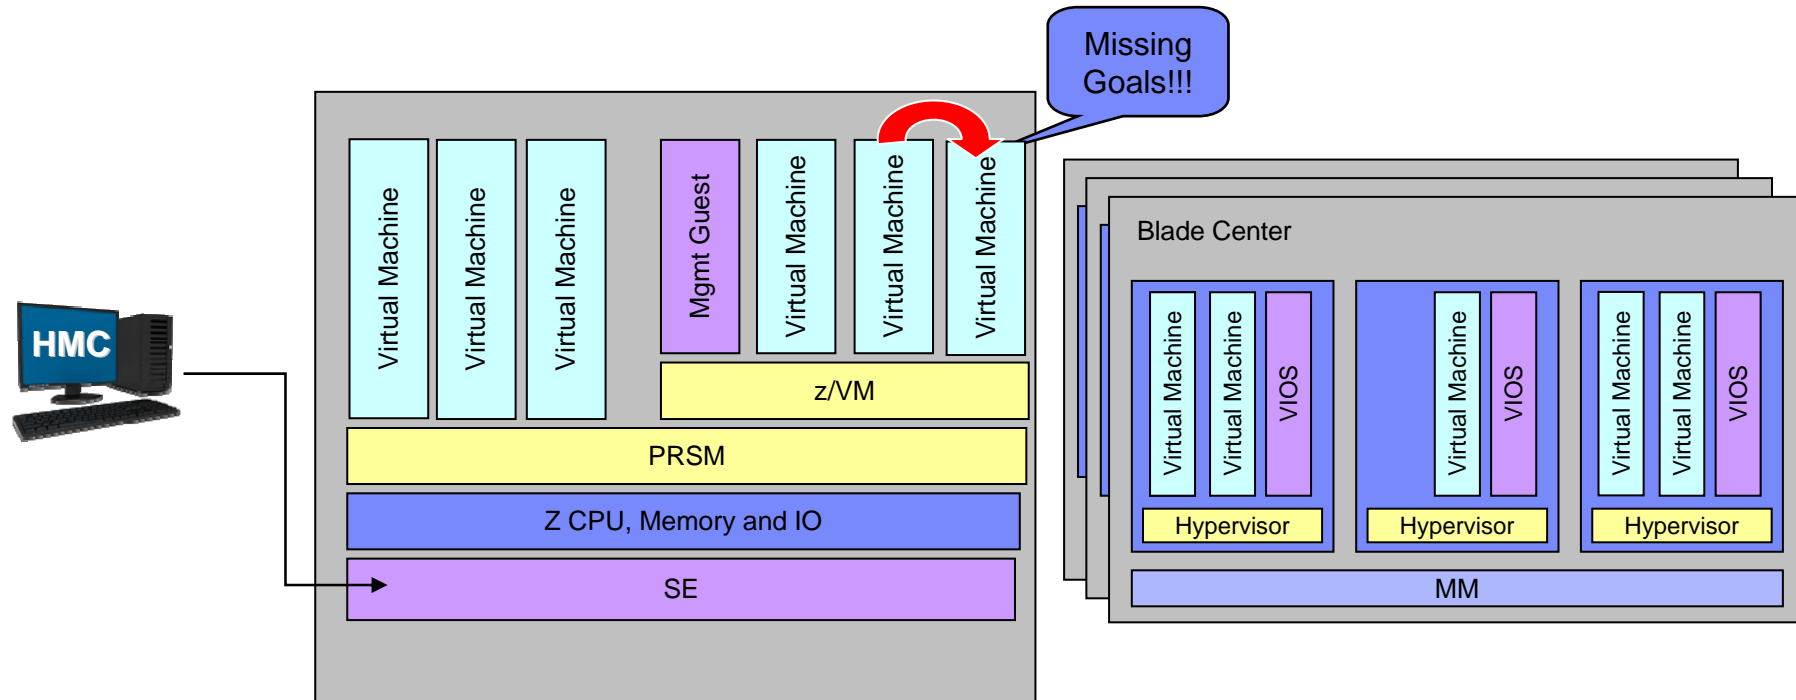 Missing
Goals!!!
HMC
Virtual Machine
Virtual Machine
Virtual Machine
Mgmt Guest
Virtual Machine
Virtual Machine
Virtual Machine
z/VM
PRSM
Z CPU, Memory and IO
SE
Blade Center
Virtual Machine
Virtual Machine
VIOS
Hypervisor
Virtual Machine
VIOS
Hypervisor
Virtual Machine
Virtual Machine
VIOS
Hypervisor
MM